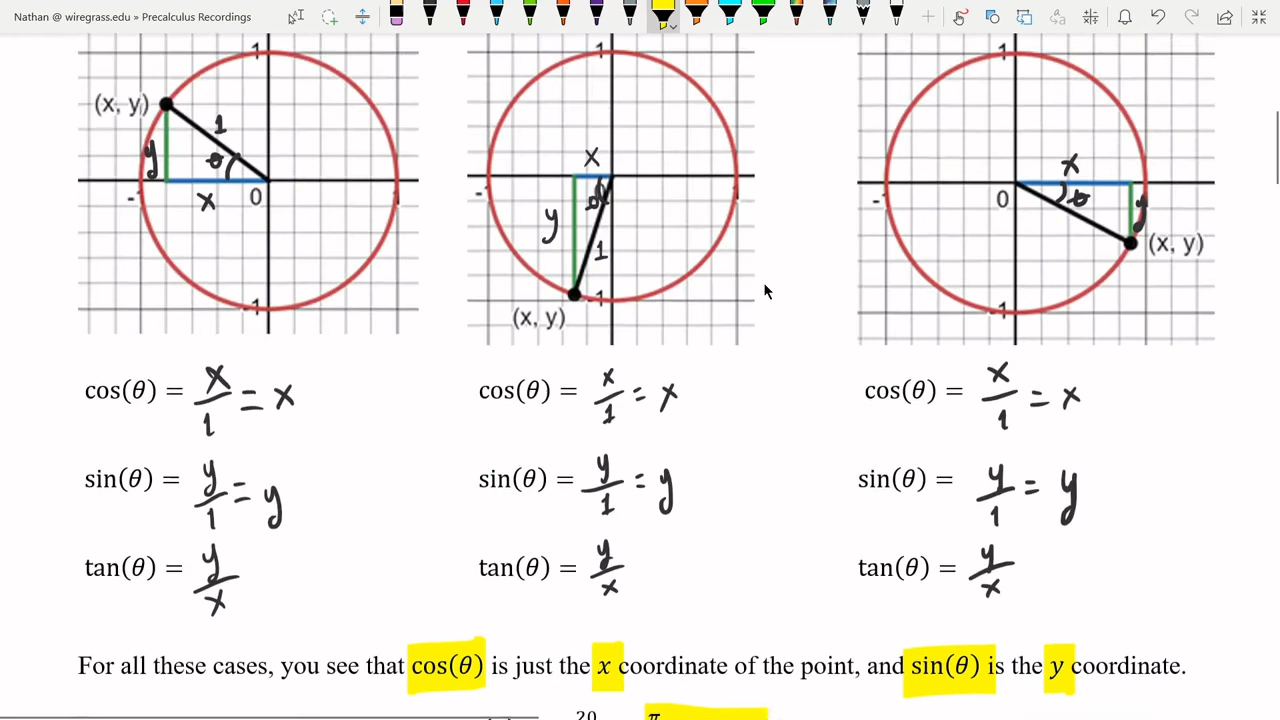 Nathan @ wiregrass.edu » Precalculus Recordings
1
(x, y)
1
y
θ
x
0
-1
1
x
θ
y
1
(x, y)
-1
1
x
θ
y
0
(x, y)
cos(θ) = x/1 = x
cos(θ) = x/1 = x
cos(θ) = x/1 = x
sin(θ) = y/1 = y
sin(θ) = y/1 = y
sin(θ) = y/1 = y
tan(θ) = y/x
tan(θ) = y/x
tan(θ) = y/x
For all these cases, you see that cos(θ) is just the x coordinate of the point, and sin(θ) is the y coordinate.
20 π